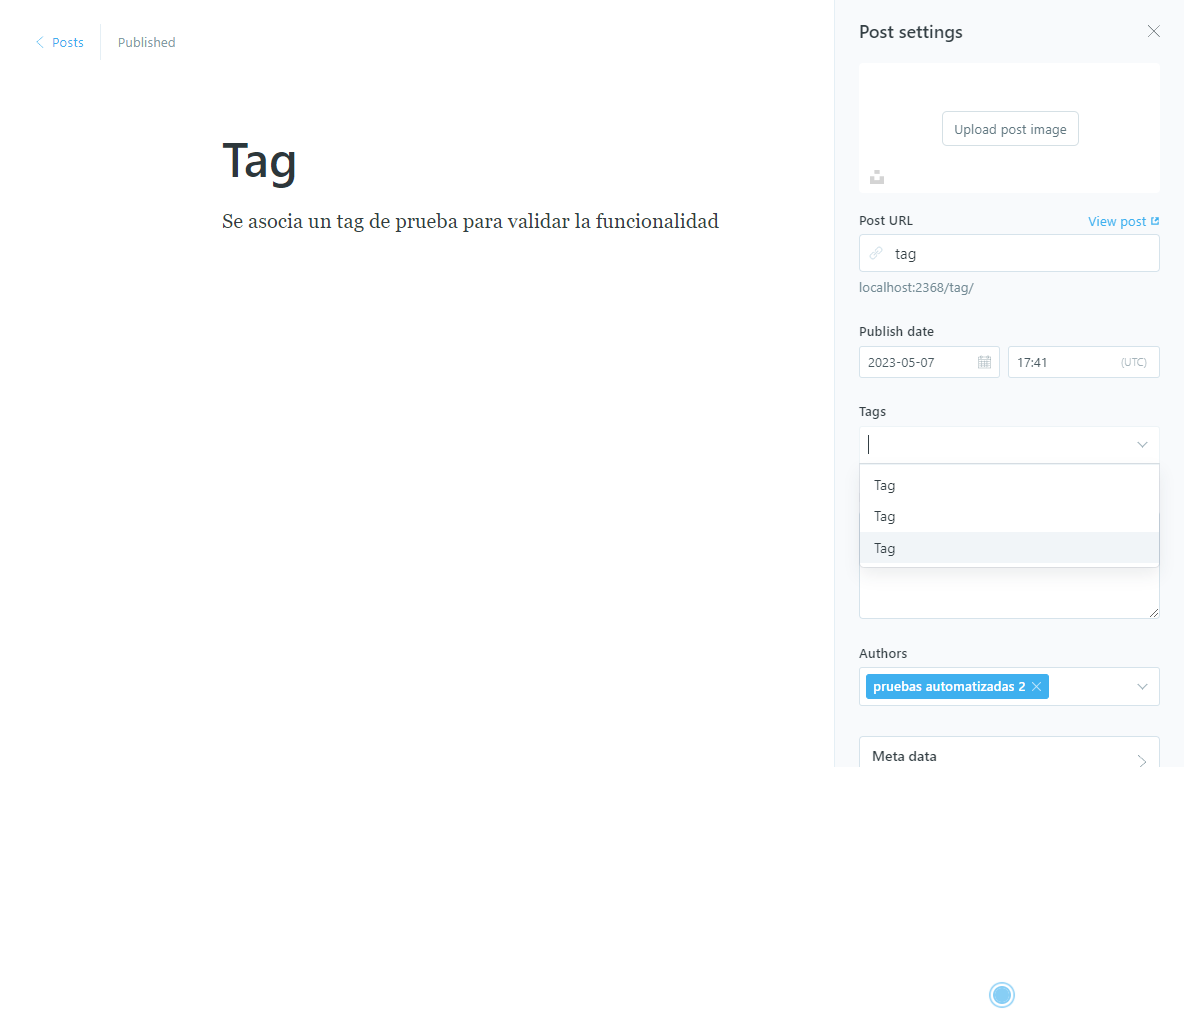 Posts
Published
Tag
Se asocia un tag de prueba para validar la funcionalidad
Post settings
Upload post image
Post URL
View post
tag
localhost:2368/tag/
Publish date
2023-05-07
17:41
(UTC)
Tags
Tag
Tag
Tag
Authors
pruebas automatizadas 2
Meta data